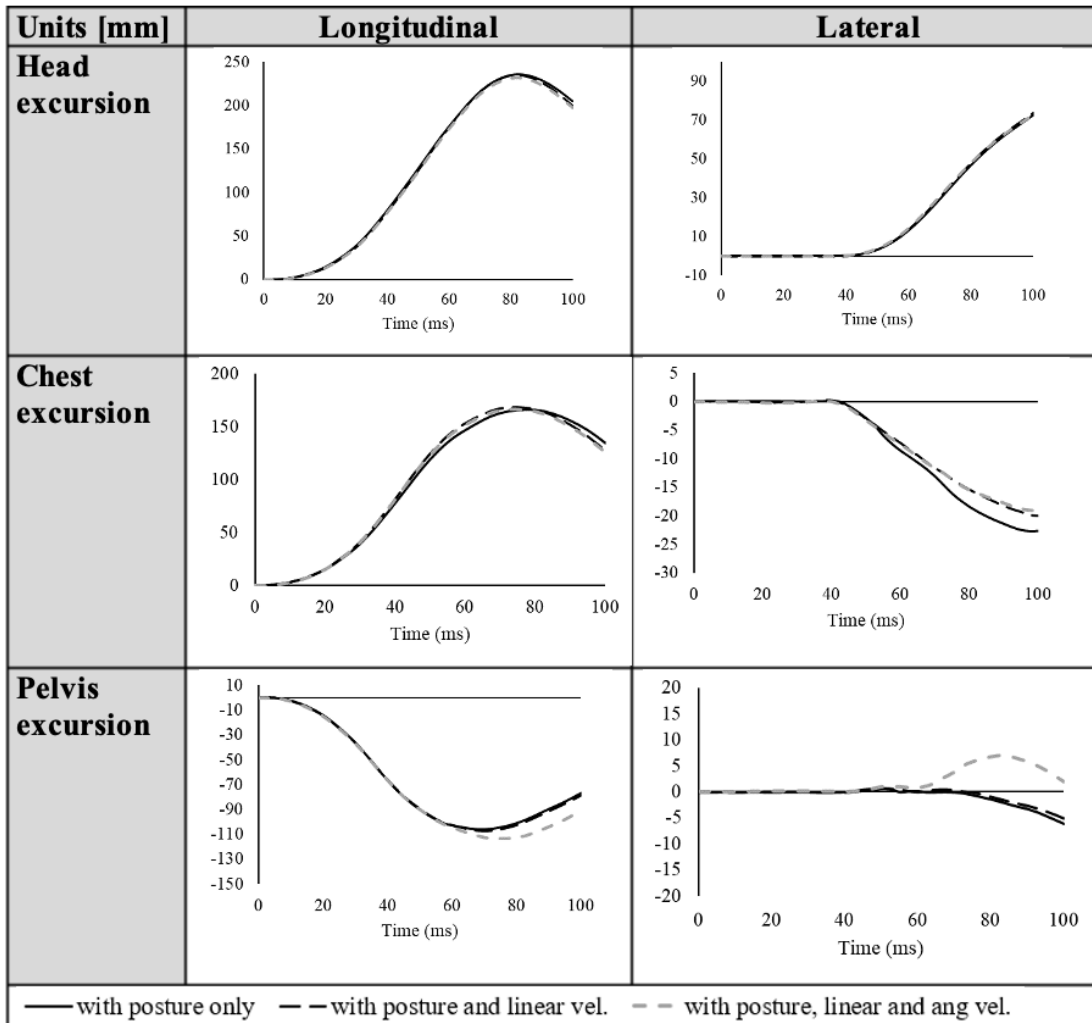 Units [mm] Longitudinal Lateral
Head
excursion
250
200
150
100
50
0
0 20 40 60 80 100
Time (ms)
90
70
50
30
10
-10
0 20 40 60 80 100
Time (ms)
Chest
excursion
200
150
100
50
0
0 20 40 60 80 100
Time (ms)
5
0
-5
-10
-15
-20
-25
-30
0 20 40 60 80 100
Time (ms)
Pelvis
excursion
10
-10
-30
-50
-70
-90
-110
-130
-150
0 20 40 60 80 100
Time (ms)
20
15
10
5
0
-5
-10
-15
-20
0 20 40 60 80 100
Time (ms)
with posture only with posture and linear vel. with posture, linear and ang vel.